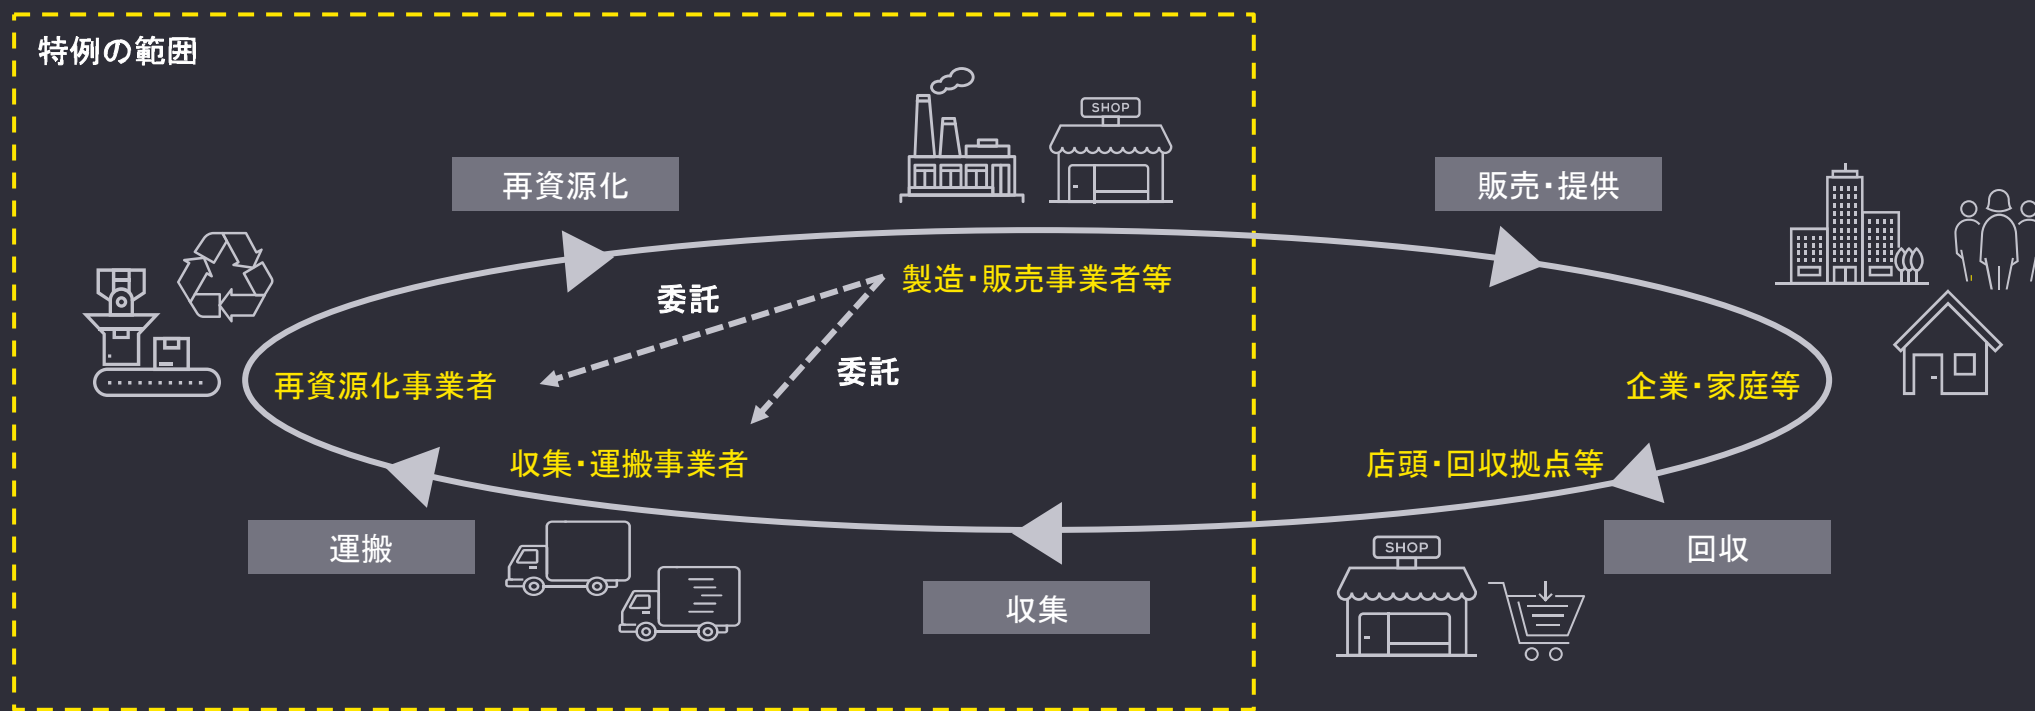 特例の範囲
SHOP
再資源化
販売・提供
製造・販売事業者等
委託
委託
再資源化事業者
企業・家庭等
収集・運搬事業者
店頭・回収拠点等
運搬
回収
SHOP
収集